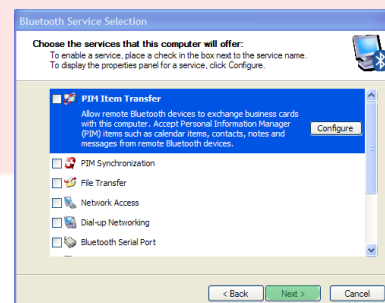 Bluetooth Service Selection
Choose the services that this computer will offer:
To enable a service, place a check in the box next to the service name.
To display the properties panel for a service, click Configure.
PIM Item Transfer
Allow remote Bluetooth devices to exchange business cards
with this computer. Accept Personal Information Manager
(PIM) items such as calendar items, contacts, notes and
messages from remote Bluetooth devices.
Configure
PIM Synchronization
File Transfer
Network Access
Dial-up Networking
Bluetooth Serial Port
< Back
Next >
Cancel